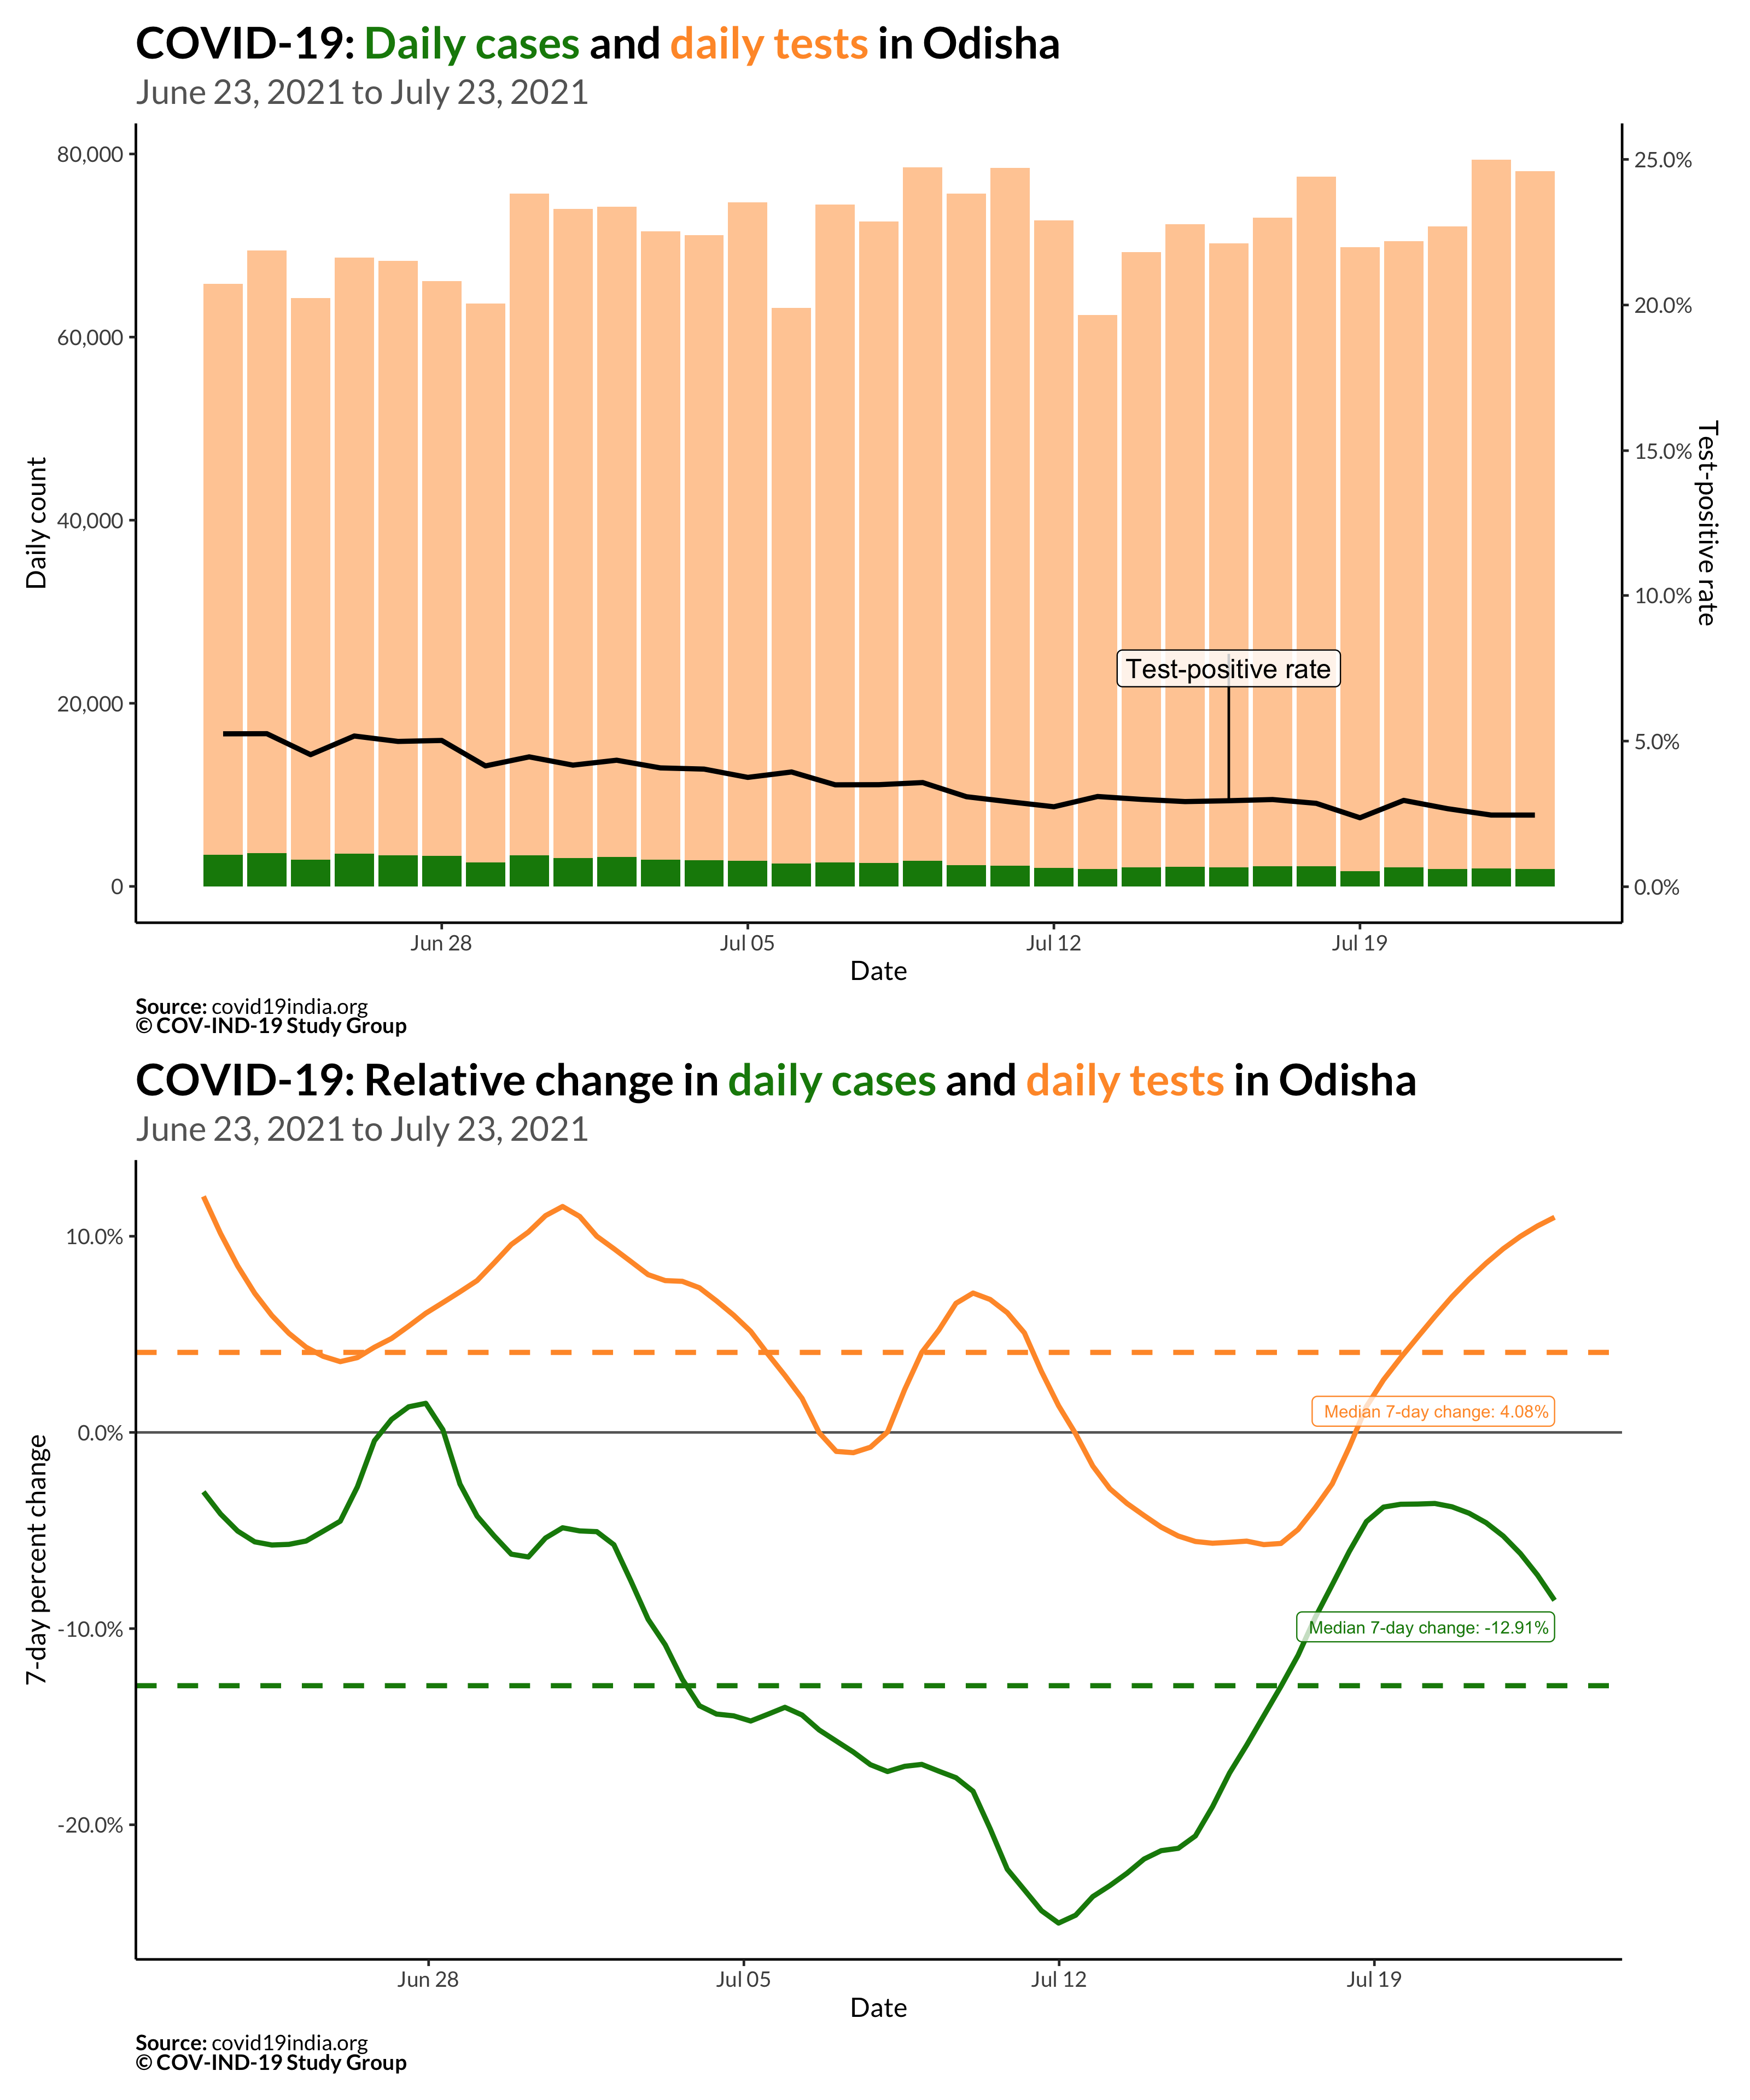 COVID-19: Daily cases and daily tests in Odisha
June 23, 2021 to July 23, 2021
80,000
60,000
40,000
20,000
0
Daily count
25.0%
20.0%
15.0%
10.0%
5.0%
0.0%
Test-positive rate
Test-positive rate
Jun 28
Jul 05
Jul 12
Jul 19
Date
Source: covid19india.org
© COV-IND-19 Study Group
COVID-19: Relative change in daily cases and daily tests in Odisha
June 23, 2021 to July 23, 2021
10.0%
0.0%
-10.0%
-20.0%
7-day percent change
Median 7-day change: 4.08%
Median 7-day change: -12.91%
Jun 28
Jul 05
Jul 12
Jul 19
Date
Source: covid19india.org
© COV-IND-19 Study Group